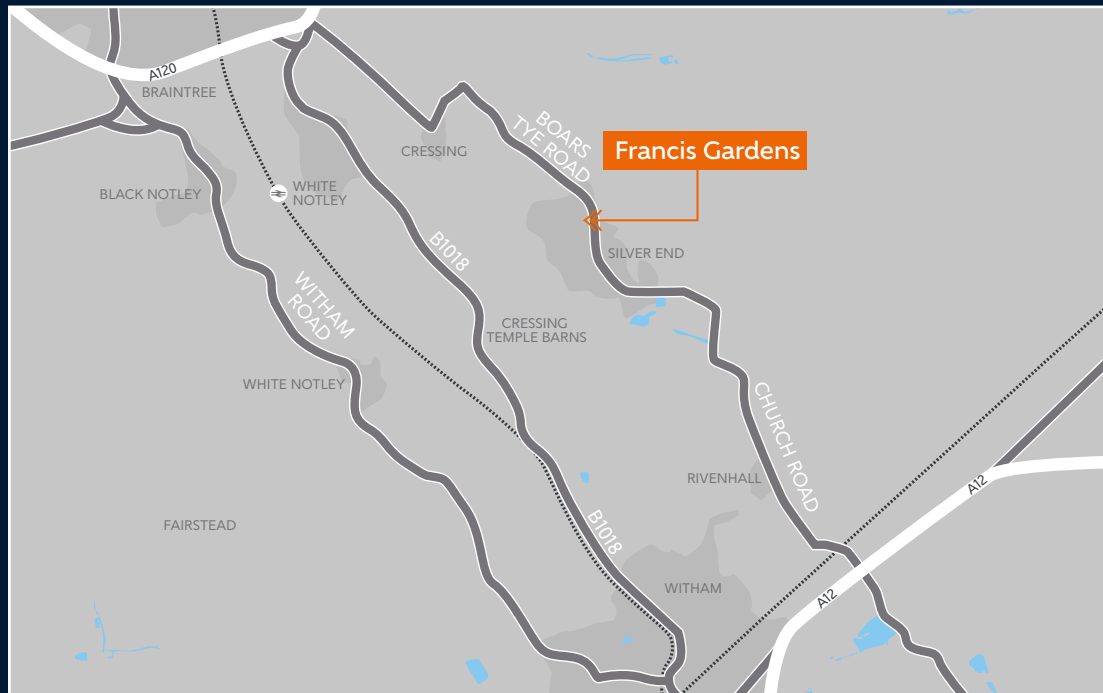 A120
BRAINTREE
BOARS
TYE ROAD
Francis Gardens
CRESSING
BLACK NOTLEY
WHITE
NOTLEY
B1018
SILVER END
WITHAM
ROAD
CRESSING
TEMPLE BARNS
WHITE NOTLEY
CHURCH ROAD
RIVENHALL
A12
FAIRSTEAD
B1018
WITHAM
A12